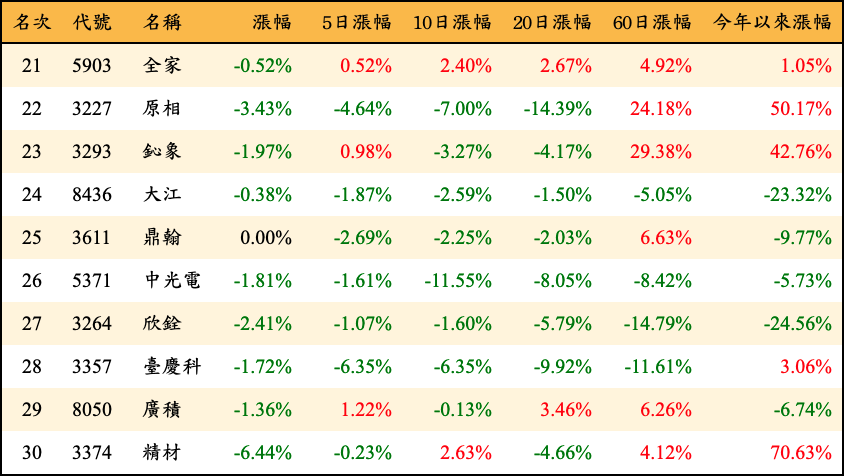 名次 代號 名稱 漲幅 5日漲幅 10日漲幅 20日漲幅 60日漲幅 今年以來漲幅
21 5903 全家 -0.52% 0.52% 2.40% 2.67% 4.92% 1.05%
22 3227 原相 -3.43% -4.64% -7.00% -14.39% 24.18% 50.17%
23 3293 鈊象 -1.97% 0.98% -3.27% -4.17% 29.38% 42.76%
24 8436 大江 -0.38% -1.87% -2.59% -1.50% -5.05% -23.32%
25 3611 鼎翰 0.00% -2.69% -2.25% -2.03% 6.63% -9.77%
26 5371 中光電 -1.81% -1.61% -11.55% -8.05% -8.42% -5.73%
27 3264 欣銓 -2.41% -1.07% -1.60% -5.79% -14.79% -24.56%
28 3357 臺慶科 -1.72% -6.35% -6.35% -9.92% -11.61% 3.06%
29 8050 廣積 -1.36% 1.22% -0.13% 3.46% 6.26% -6.74%
30 3374 精材 -6.44% -0.23% 2.63% -4.66% 4.12% 70.63%